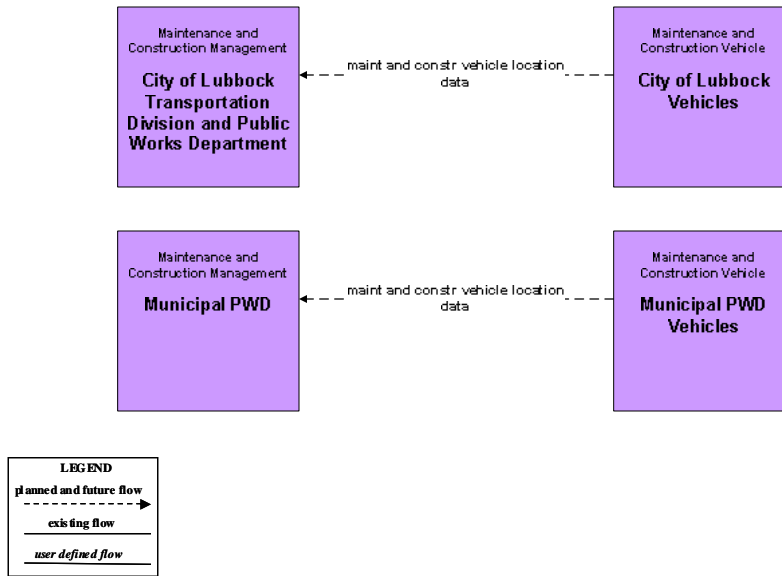 Maintenance and
Construction Management
City of Lubbock
Transportation
Division and Public
Works Department
maint and constr vehicle location
data
Maintenance and
Construction Vehicle
City of Lubbock
Vehicles
Maintenance and
Construction Management
Municipal PWD
maint and constr vehicle location
data
Maintenance and
Construction Vehicle
Municipal PWD
Vehicles
LEGEND
planned and future flow
existing flow
user defined flow